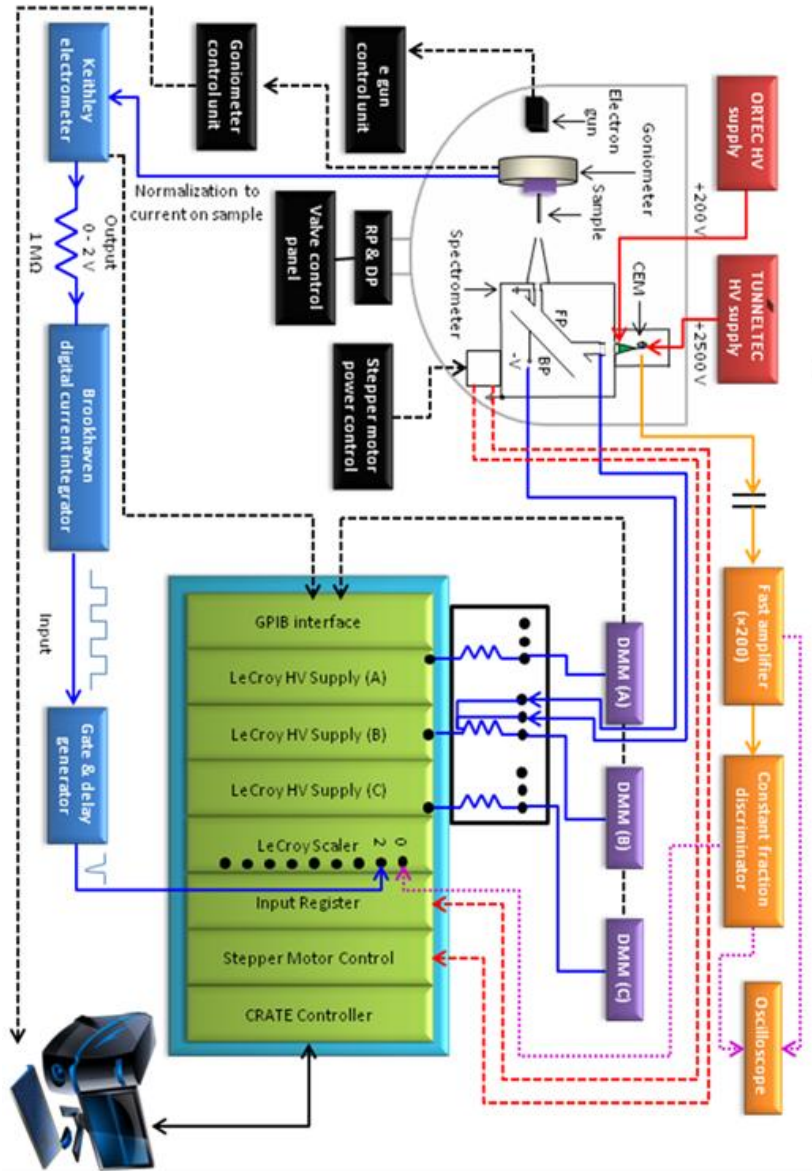 ORTEC HV
supply
TUNNELTEC
HV supply
+200 V
+2500 V
CEM
e gun
control unit
Electron
gun
Goniometer
Sample
Spectrometer
FP
BP
-V
Goniometer
control unit
Keithley
electrometer
Normalization to
current on sample
RP & DP
Valve control
panel
Stepper motor
power control
Output
0 - 2 V
1 MΩ
Brookhaven
digital current integrator
Input
Gate & delay
generator
Fast amplifier
(×200)
Constant fraction
discriminator
Oscilloscope
DMM (A)
DMM (B)
DMM (C)
GPIB interface
LeCroy HV Supply (A)
LeCroy HV Supply (B)
LeCroy HV Supply (C)
LeCroy Scaler
2
0
Input Register
Stepper Motor Control
CRATE Controller